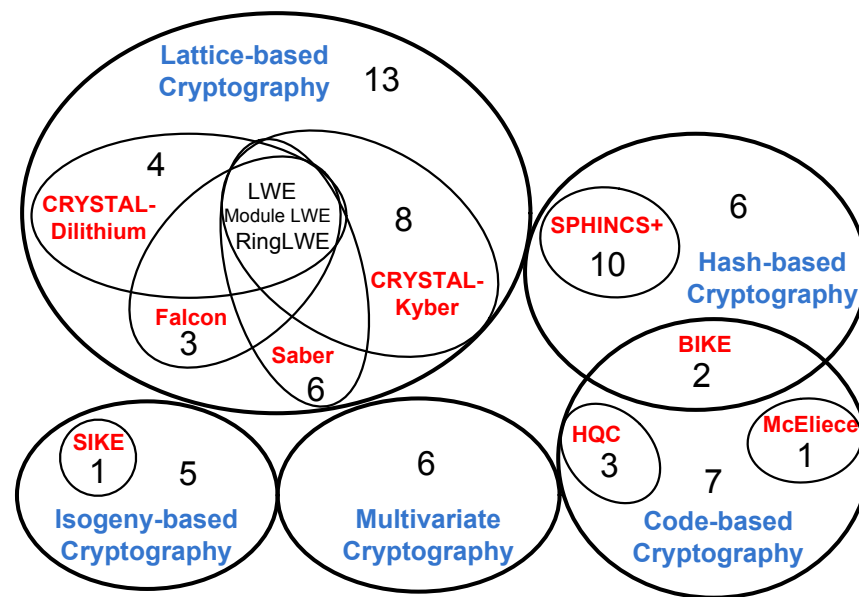 Lattice-based
Cryptography
13
4
CRYSTAL-
Dilithium
LWE
Module LWE
RingLWE
8
CRYSTAL-
Kyber
Falcon
3
Saber
6
SPHINCS+
10
6
Hash-based
Cryptography
BIKE
2
HQC
3
McEliece
1
7
Code-based
Cryptography
SIKE
1
5
Isogeny-based
Cryptography
6
Multivariate
Cryptography